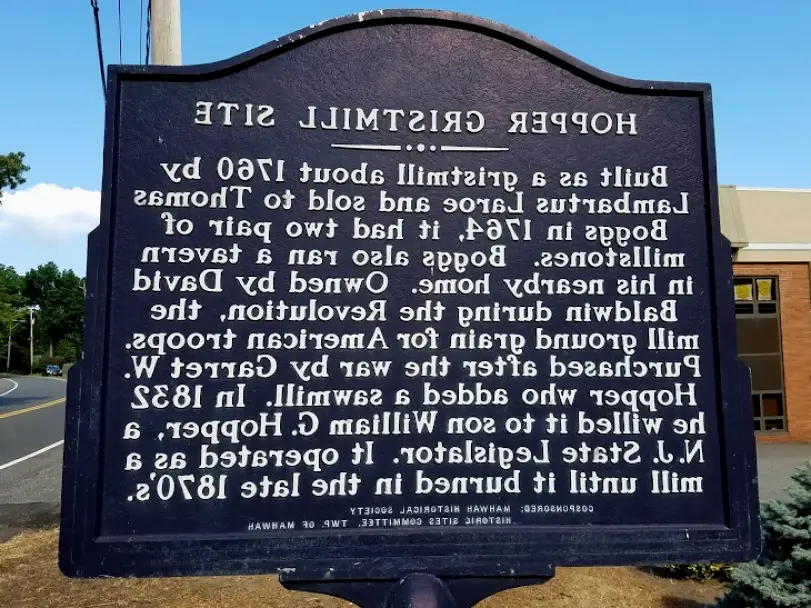 HOPPER GRISTMILL SITE
Built as a gristmill about 1760 by
Lambartus Laroe and sold to Thomas
Boggs in 1764, it had two pair of
millstones. Boggs also ran a tavern
in his nearby home. Owned by David
Baldwin during the Revolution, the
mill ground grain for American troops.
Purchased after the war by Garret W.
Hopper who added a sawmill. In 1832
he willed it to son William G. Hopper, a
N.J. State Legislator. It operated as a
mill until it burned in the late 1870's.
COSPONSORED: MAHWAH HISTORICAL SOCIETY
HISTORIC SITES COMMITTEE, TWP. OF MAHWAH